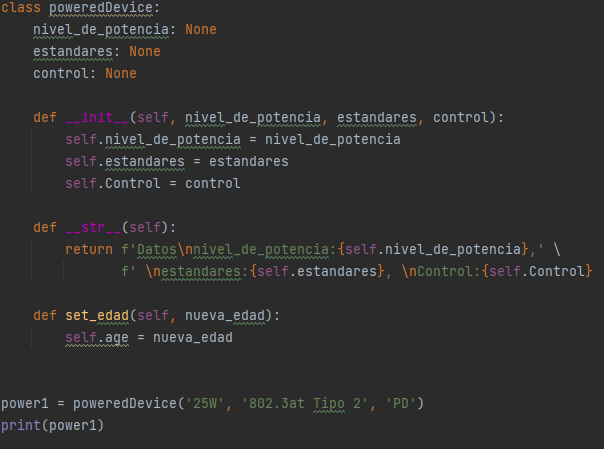 class poweredDevice:
    nivel_de_potencia: None
    estandares: None
    control: None
    def __init__(self, nivel_de_potencia, estandares, control):
        self.nivel_de_potencia = nivel_de_potencia
        self.estandares = estandares
        self.Control = control
    def __str__(self):
        return f'Datos\nnivel_de_potencia:{self.nivel_de_potencia},' \
               f' \nestandares:{self.estandares}, \nControl:{self.Control}
    def set_edad(self, nueva_edad):
        self.age = nueva_edad
power1 = poweredDevice('25W', '802.3at Tipo 2', 'PD')
print(power1)